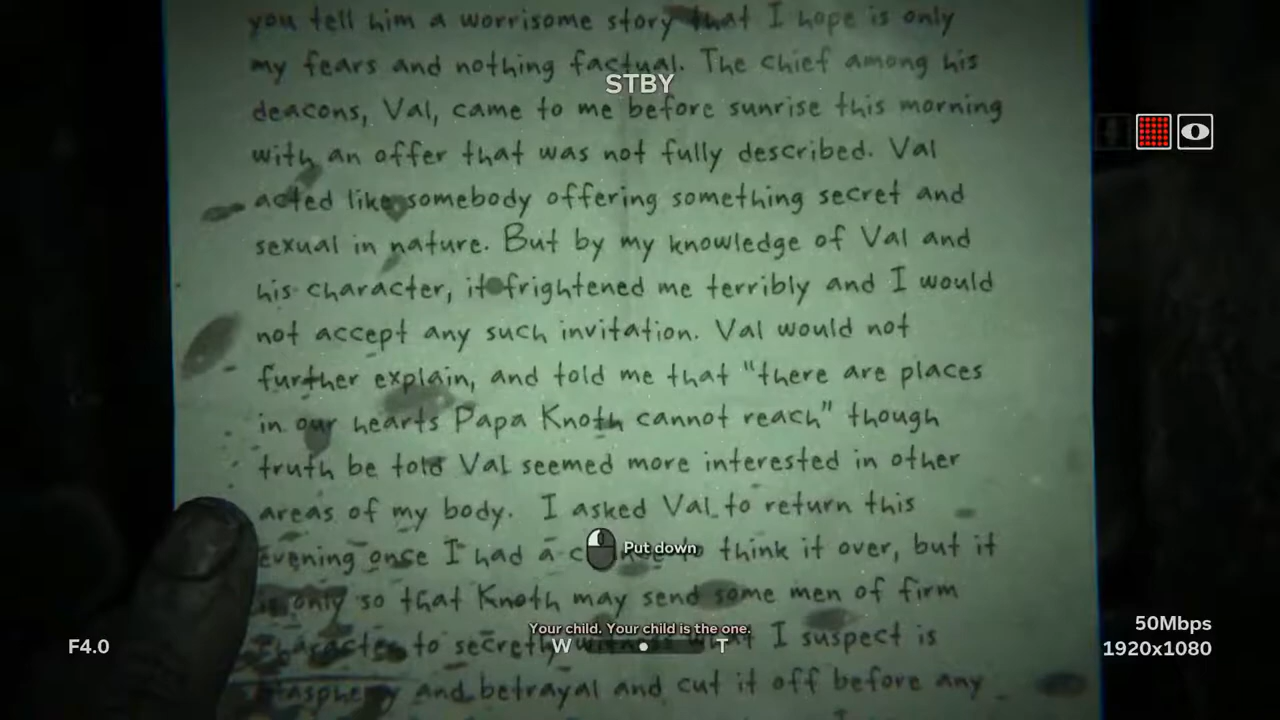 you tell him a worrisome story that I hope is only
my fears and nothing factual. The chief among his
STBY
deacons, Val, came to me before sunrise this morning
with an offer that was not fully described. Val
acted like somebody offering something secret and
sexual in nature. But by my knowledge of Val and
his character, it frightened me terribly and I would
not accept any such invitation. Val would not
further explain, and told me that "there are places
in our hearts Papa Knoth cannot reach" though
truth be told Val seemed more interested in other
areas of my body. I asked Val to return this
evening once I had a to think it over, but it
Put down
is only so that Knoth may send some men of firm
Your child. Your child is the one.
character to secretly witness what I suspect is
W T
F4.0
50Mbps
1920x1080
blasphemy and betrayal and cut it off before any